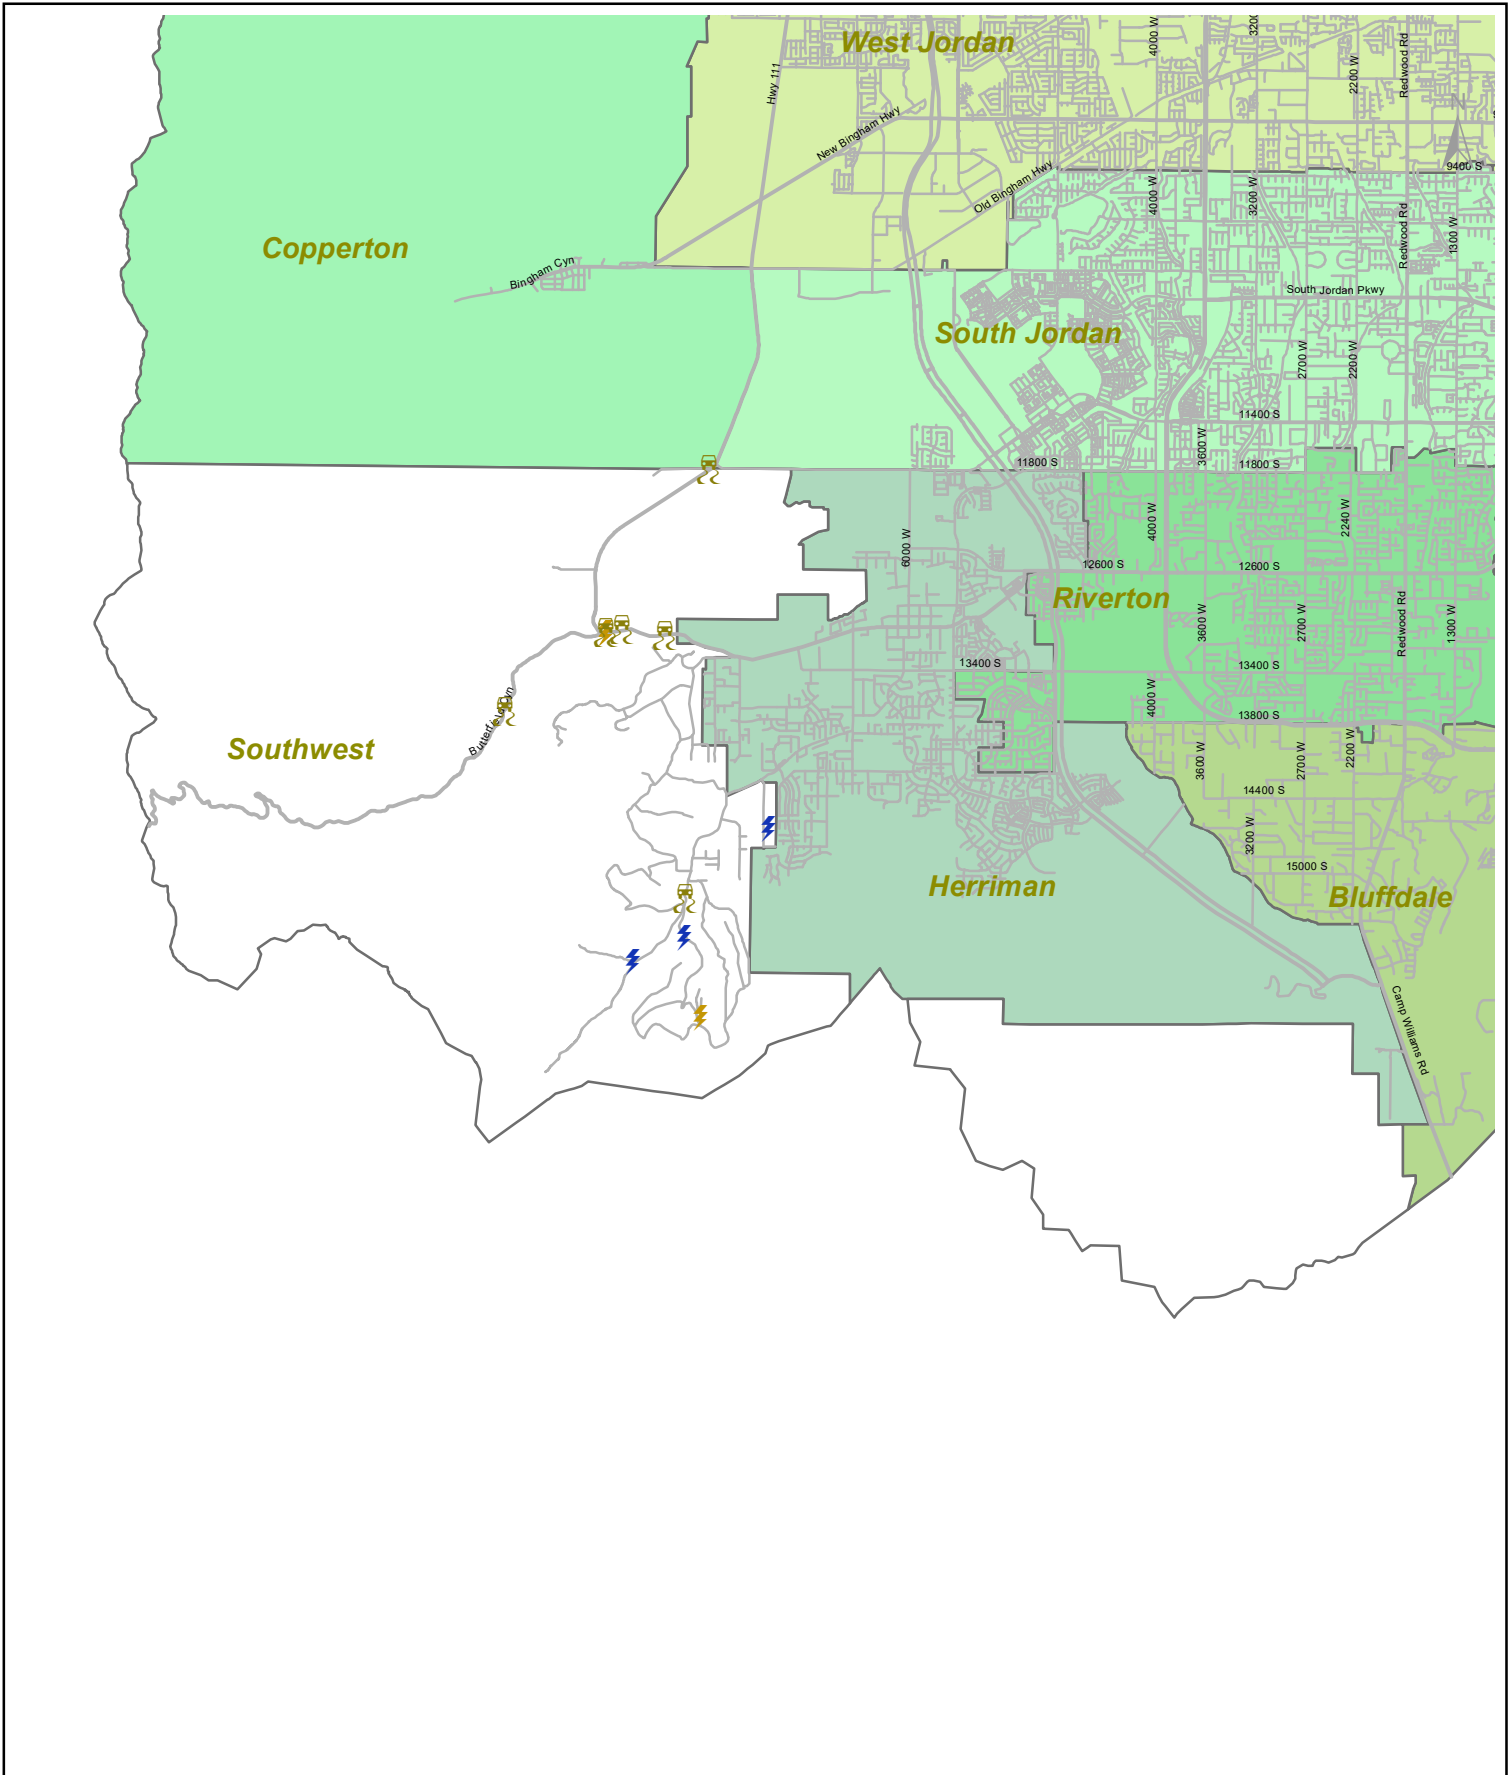 West Jordan
4000 W
3200
2200 W
Redwood Rd
Hwy 111
New Bingham Hwy
N
9400 S
Old Bingham Hwy
4000 W
3200 W
Redwood Rd
1300 W
Copperton
Bingham Cyn
South Jordan Pkwy
South Jordan
2700 W
2200 W
11400 S
3600 W
11800 S
11800 S
4000 W
2240 W
6000 W
12600 S
12600 S
Riverton
3600 W
2700 W
Redwood Rd
1300 W
13400 S
13400 S
4000 W
13800 S
Southwest
3600 W
2700 W
2200 W
14400 S
3200 W
15000 S
Herriman
Bluffdale
Camp Williams Rd